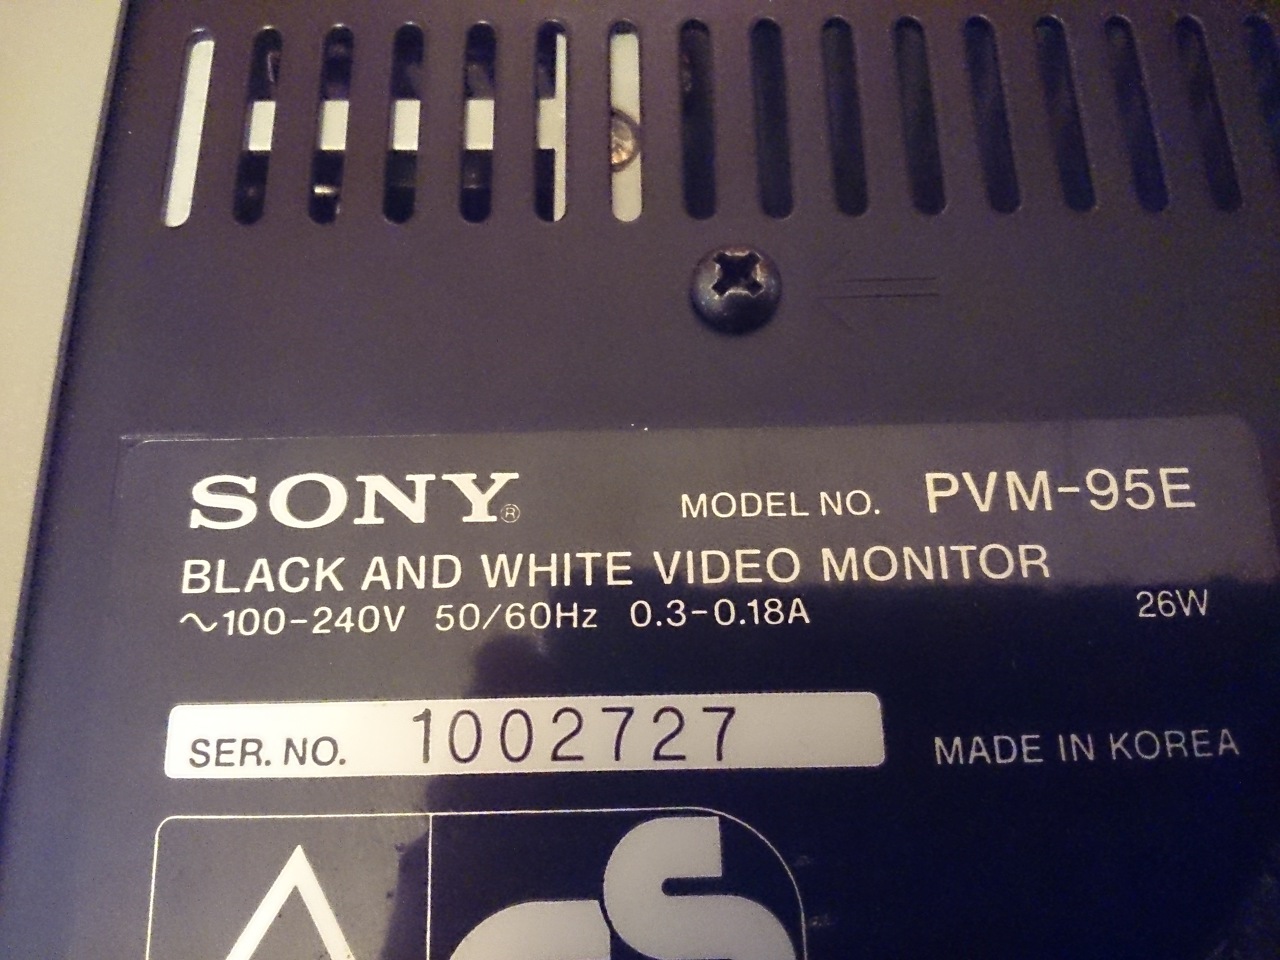 SONY®
MODEL NO. PVM-95E
BLACK AND WHITE VIDEO MONITOR
~100-240V 50/60Hz 0.3-0.18A 26W
SER. NO. 1002727
MADE IN KOREA